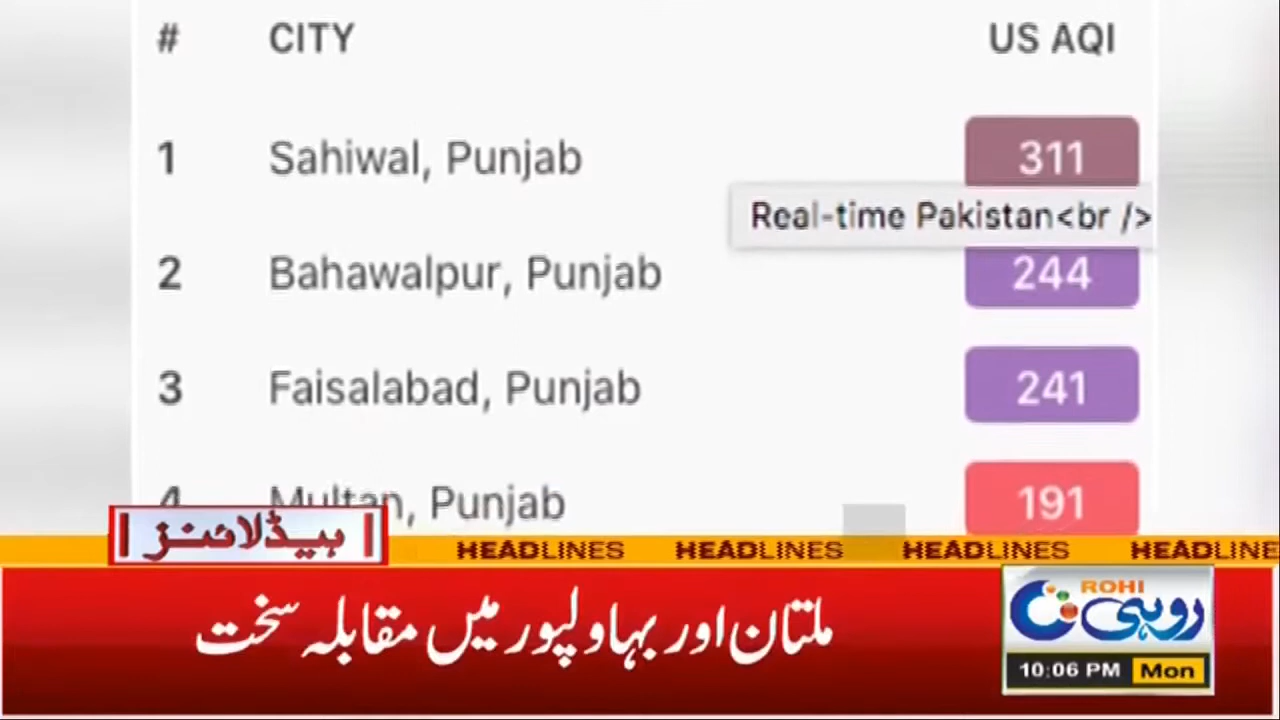 # CITY US AQI
1 Sahiwal, Punjab 311
Real-time Pakistan<br />
2 Bahawalpur, Punjab 244
3 Faisalabad, Punjab 241
4 Multan, Punjab 191
ہیڈلائنز
HEADLINES HEADLINES HEADLINES HEADLINE
ملتان اور بہاولپور میں مقابلہ سخت
ROHI
روہی
10:06 PM Mon